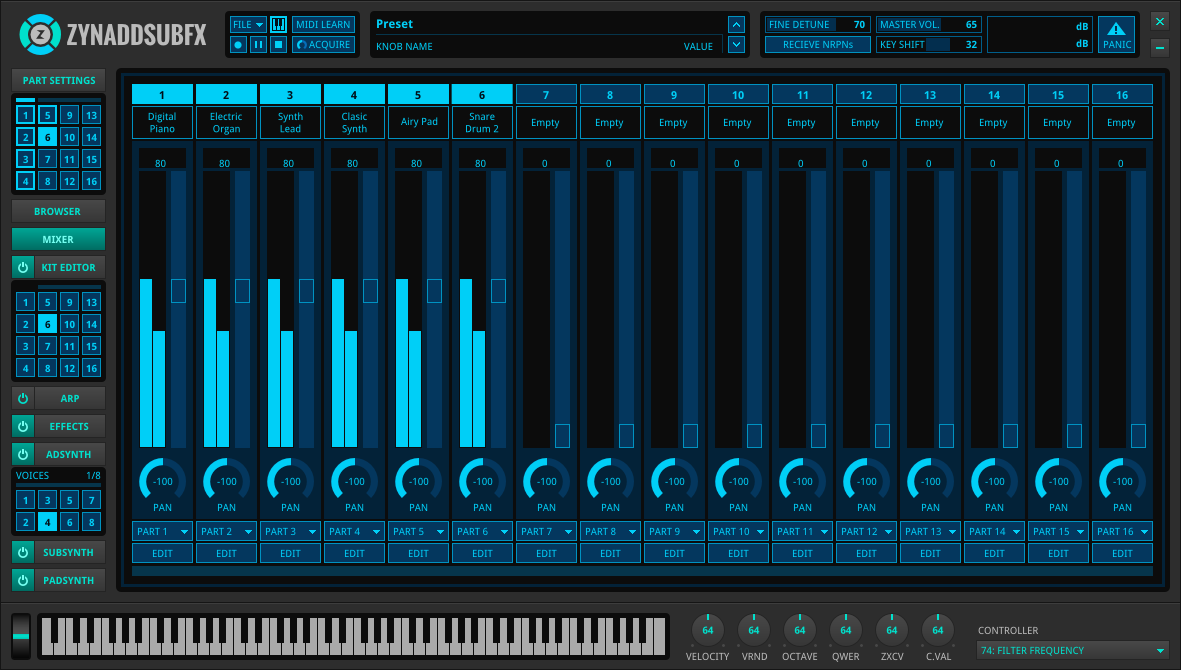 ZYNADDSUBFX
FILE MIDI LEARN
ACQUIRE
Preset
KNOB NAME VALUE
FINE DETUNE 70 MASTER VOL. 65
RECIEVE NRPNs KEY SHIFT 32
dB
dB
PANIC
PART SETTINGS
1 5 9 13
2 6 10 14
3 7 11 15
4 8 12 16
BROWSER
MIXER
KIT EDITOR
1 5 9 13
2 6 10 14
3 7 11 15
4 8 12 16
ARP
EFFECTS
ADSYNTH
VOICES 1/8
1 3 5 7
2 4 6 8
SUBSYNTH
PADSYNTH
1 2 3 4 5 6 7 8 9 10 11 12 13 14 15 16
Digital Electric Synth Clasic Airy Pad Snare Empty Empty Empty Empty Empty Empty Empty Empty Empty Empty
Piano Organ Lead Synth Drum 2
80 80 80 80 80 80 0 0 0 0 0 0 0 0 0 0
-100 -100 -100 -100 -100 -100 -100 -100 -100 -100 -100 -100 -100 -100 -100 -100
PAN PAN PAN PAN PAN PAN PAN PAN PAN PAN PAN PAN PAN PAN PAN PAN
PART 1 PART 2 PART 3 PART 4 PART 5 PART 6 PART 7 PART 8 PART 9 PART 10 PART 11 PART 12 PART 13 PART 14 PART 15 PART 16
EDIT EDIT EDIT EDIT EDIT EDIT EDIT EDIT EDIT EDIT EDIT EDIT EDIT EDIT EDIT EDIT
64 64 64 64 64 64
VELOCITY VRND OCTAVE QWER ZXCV C.VAL
CONTROLLER
74: FILTER FREQUENCY